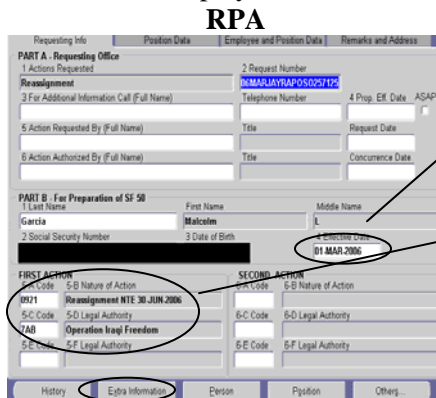 RPA
Requesting Info Position Data Employee and Position Data Remarks and Address
PART A - Requesting Office
1 Actions Requested 2 Request Number
Reassignment 06MARJAYRAPOSO257125
3 For Additional Information Call (Full Name) Telephone Number 4 Prop. Eff. Date ASAP
5 Action Requested By (Full Name) Title Request Date
6 Action Authorized By (Full Name) Title Concurrence Date
PART B - For Preparation of SF 50
1 Last Name First Name Middle Name
Garcia Malcolm L
2 Social Security Number 3 Date of Birth 4 Effective Date
01-MAR-2006
FIRST ACTION SECOND ACTION
5-A Code 5-B Nature of Action 6-A Code 6-B Nature of Action
0921 Reassignment NTE 30-JUN-2006
5-C Code 5-D Legal Authority 6-C Code 6-D Legal Authority
7AB Operation Iraqi Freedom
5-E Code 5-F Legal Authority 6-E Code 6-F Legal Authority
History Extra Information Person Position Others...